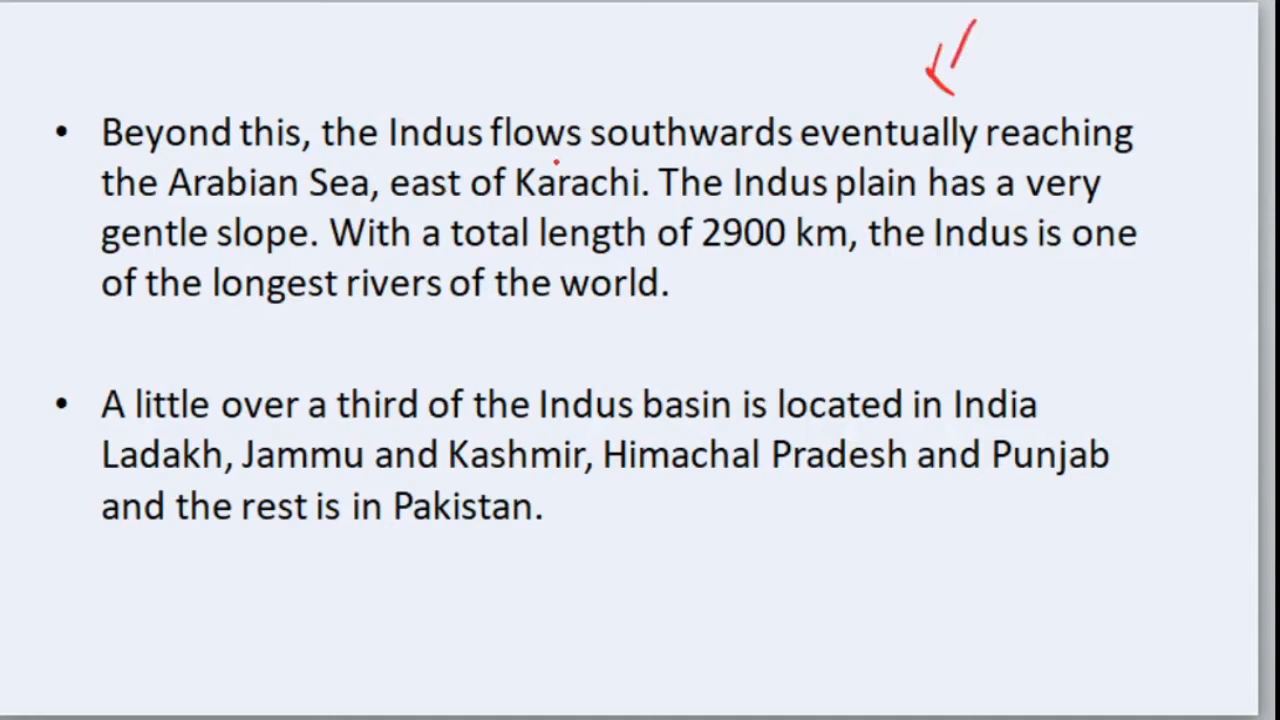 • Beyond this, the Indus flows southwards eventually reaching
the Arabian Sea, east of Karachi. The Indus plain has a very
gentle slope. With a total length of 2900 km, the Indus is one
of the longest rivers of the world.
• A little over a third of the Indus basin is located in India
Ladakh, Jammu and Kashmir, Himachal Pradesh and Punjab
and the rest is in Pakistan.